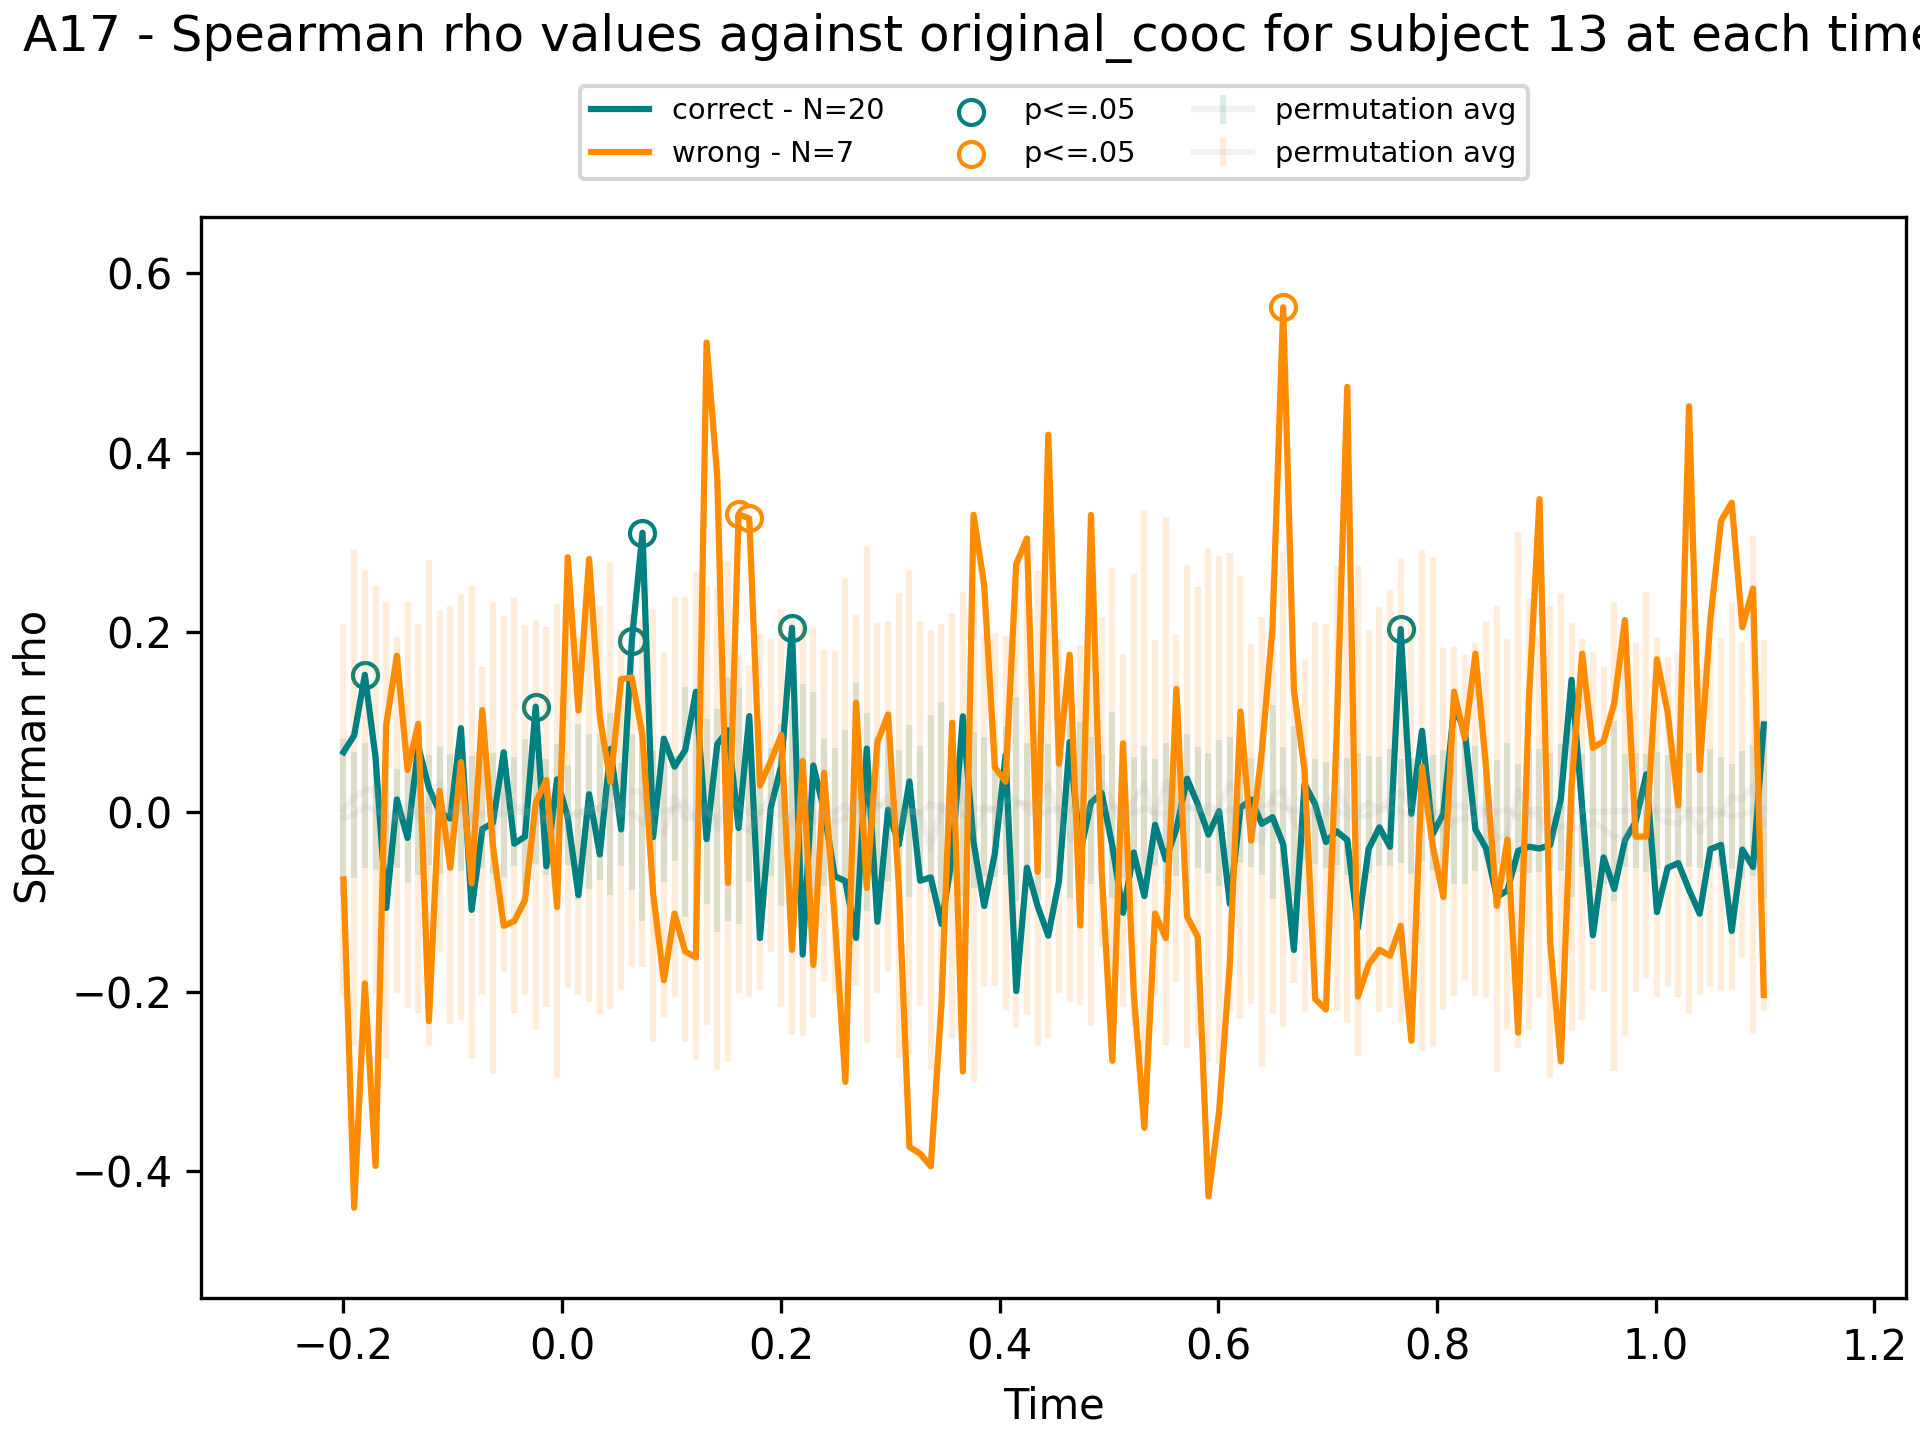 A17 - Spearman rho values against original_cooc for subject 13 at each time
correct - N=20 p<=.05 permutation avg
wrong - N=7 p<=.05 permutation avg
Spearman rho
0.6
0.4
0.2
0.0
−0.2
−0.4
−0.2 0.0 0.2 0.4 0.6 0.8 1.0 1.2
Time